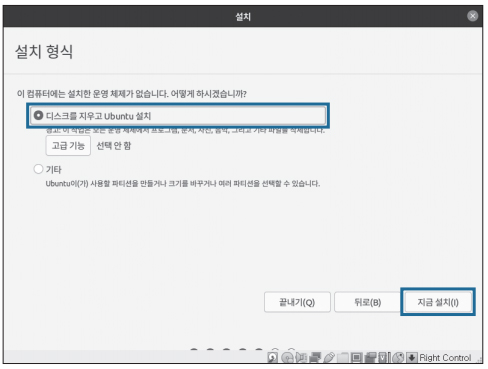 설치
설치 형식
이 컴퓨터에는 설치한 운영 체제가 없습니다. 어떻게 하시겠습니까?
디스크를 지우고 Ubuntu 설치
경고: 이 작업은 모든 운영 체제에서 프로그램, 문서, 사진, 음악, 그리고 기타 파일을 삭제합니다.
고급 기능 선택 안 함
기타
Ubuntu이(가) 사용할 파티션을 만들거나 크기를 바꾸거나 여러 파티션을 선택할 수 있습니다.
끝내기(Q) 뒤로(B) 지금 설치(I)
Right Control